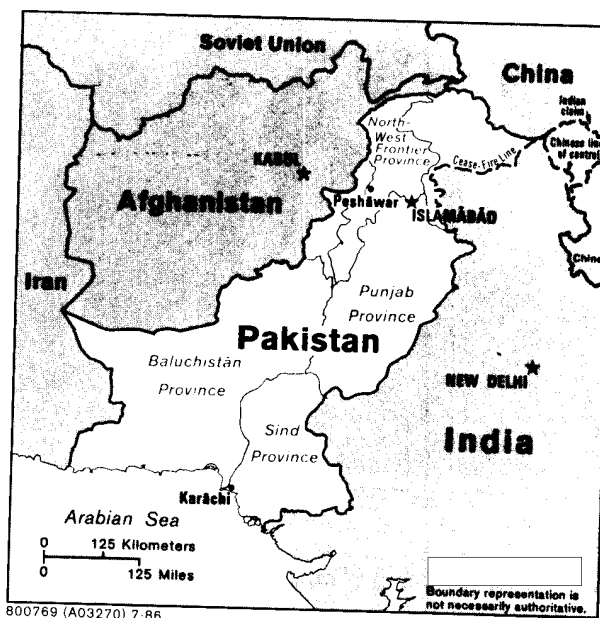 Soviet Union
China
Indian
claim
Chinese line
of control
North-
West
Frontier
Province
Cease-Fire Line
KABUL
Afghanistan
Peshāwar
ISLAMĀBĀD
China
Iran
Punjab
Province
Pakistan
Baluchistān
Province
NEW DELHI
India
Sind
Province
Karāchi
Arabian Sea
0 125 Kilometers
0 125 Miles
Boundary representation is
not necessarily authoritative.
800769 (A03270) 7-86